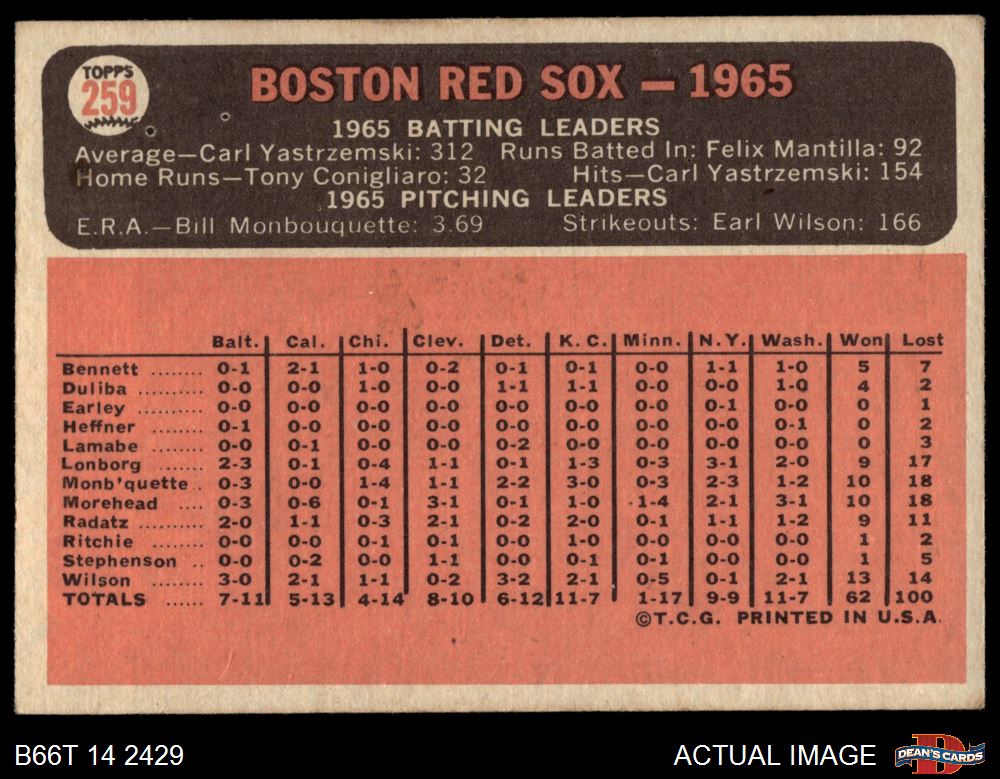 TOPPS
259
BOSTON RED SOX — 1965
1965 BATTING LEADERS
Average—Carl Yastrzemski: 312 Runs Batted In: Felix Mantilla: 92
Home Runs—Tony Conigliaro: 32 Hits—Carl Yastrzemski: 154
1965 PITCHING LEADERS
E.R.A.—Bill Monbouquette: 3.69 Strikeouts: Earl Wilson: 166
Balt. Cal. Chi. Clev. Det. K. C. Minn. N.Y. Wash. Won Lost
Bennett ........ 0-1 2-1 1-0 0-2 0-1 0-1 0-0 1-1 1-0 5 7
Duliba ......... 0-0 0-0 1-0 0-0 1-1 1-1 0-0 0-0 1-0 4 2
Earley ......... 0-0 0-0 0-0 0-0 0-0 0-0 0-0 0-1 0-0 0 1
Heffner ........ 0-1 0-0 0-0 0-0 0-0 0-0 0-0 0-0 0-1 0 2
Lamabe ........ 0-0 0-1 0-0 0-0 0-2 0-0 0-0 0-0 0-0 0 3
Lonborg ....... 2-3 0-1 0-4 1-1 0-1 1-3 0-3 3-1 2-0 9 17
Monb'quette .. 0-3 0-0 1-4 1-1 2-2 3-0 0-3 2-3 1-2 10 18
Morehead .... 0-3 0-6 0-1 3-1 0-1 1-0 1-4 2-1 3-1 10 18
Radatz .......... 2-0 1-1 0-3 2-1 0-2 2-0 0-1 1-1 1-2 9 11
Ritchie ......... 0-0 0-0 0-1 0-1 0-0 1-0 0-0 0-0 0-0 1 2
Stephenson .. 0-0 0-2 0-0 1-1 0-0 0-1 0-1 0-0 0-0 1 5
Wilson .......... 3-0 2-1 1-1 0-2 3-2 2-1 0-5 0-1 2-1 13 14
TOTALS ...... 7-11 5-13 4-14 8-10 6-12 11-7 1-17 9-9 11-7 62 100
©T.C.G. PRINTED IN U.S.A.
B66T 14 2429 ACTUAL IMAGE DEAN'S CARDS